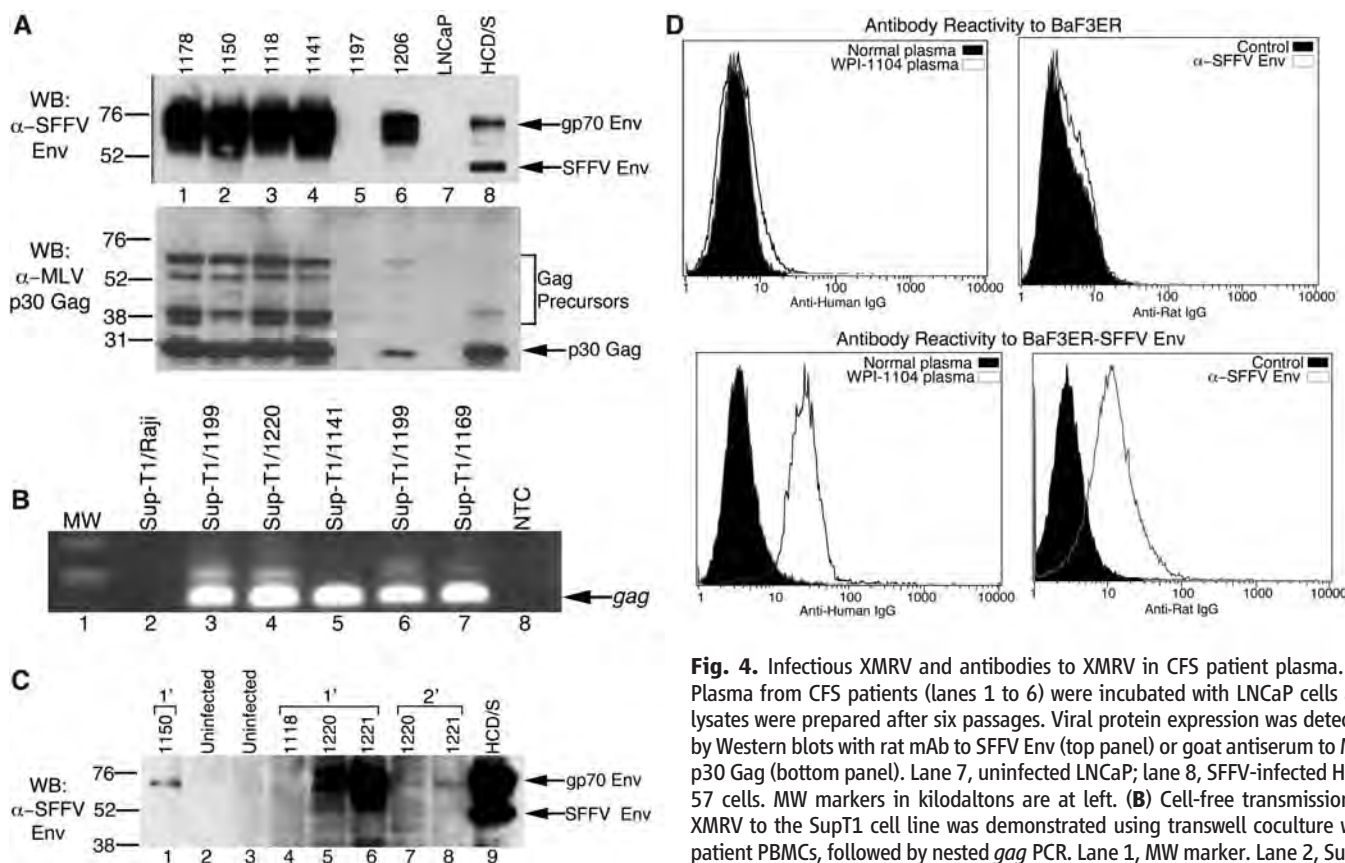 A
1178
1150
1118
1141
1197
1206
LNCaP
HCD/S
WB:
α–SFFV
Env
76
52
gp70 Env
SFFV Env
1 2 3 4 5 6 7 8
WB:
α–MLV
p30 Gag
76
52
38
31
Gag
Precursors
p30 Gag
B
MW
Sup-T1/Raji
Sup-T1/1199
Sup-T1/1220
Sup-T1/1141
Sup-T1/1199
Sup-T1/1169
NTC
gag
1 2 3 4 5 6 7 8
C
1' 1' 2'
1150
Uninfected
Uninfected
1118
1220
1221
1220
1221
HCD/S
WB:
α–SFFV
Env
76
52
38
gp70 Env
SFFV Env
1 2 3 4 5 6 7 8 9
D
Antibody Reactivity to BaF3ER
Normal plasma
WPI-1104 plasma
1 10 100 1000 10000
Anti-Human IgG
Control
α–SFFV Env
1 10 100 1000 10000
Anti-Rat IgG
Antibody Reactivity to BaF3ER-SFFV Env
Normal plasma
WPI-1104 plasma
1 10 100 1000 10000
Anti-Human IgG
Control
α–SFFV Env
1 10 100 1000 10000
Anti-Rat IgG
Fig. 4. Infectious XMRV and antibodies to XMRV in CFS patient plasma.
Plasma from CFS patients (lanes 1 to 6) were incubated with LNCaP cells
lysates were prepared after six passages. Viral protein expression was detec
by Western blots with rat mAb to SFFV Env (top panel) or goat antiserum to M
p30 Gag (bottom panel). Lane 7, uninfected LNCaP; lane 8, SFFV-infected H
57 cells. MW markers in kilodaltons are at left. (B) Cell-free transmission
XMRV to the SupT1 cell line was demonstrated using transwell coculture w
patient PBMCs, followed by nested gag PCR. Lane 1, MW marker. Lane 2, Su